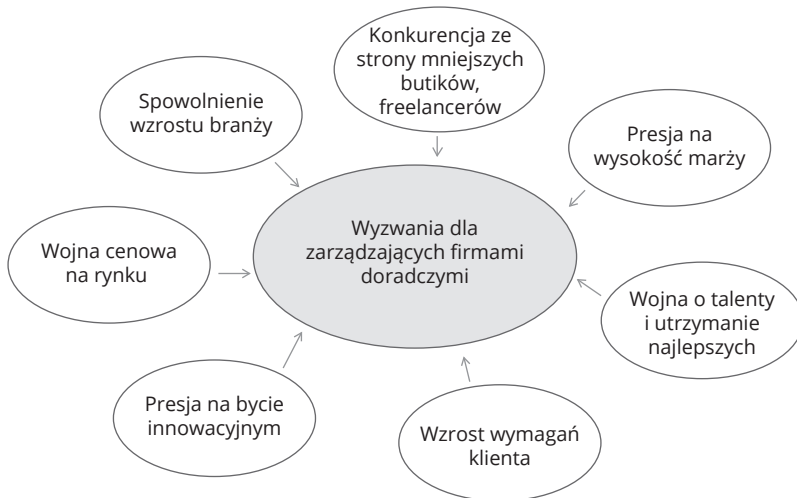 Konkurencja ze
strony mniejszych
butików,
freelancerów
Spowolnienie
wzrostu branży
Presja na
wysokość marży
Wyzwania dla
zarządzających firmami
doradczymi
Wojna cenowa
na rynku
Wojna o talenty
i utrzymanie
najlepszych
Presja na bycie
innowacyjnym
Wzrost wymagań
klienta